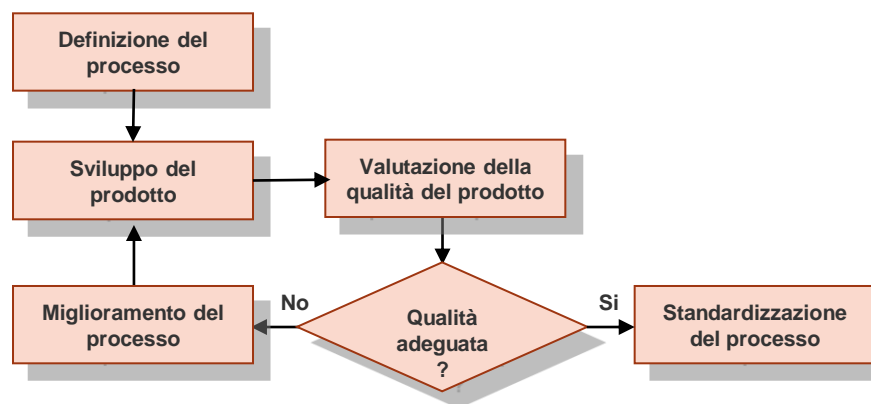 Definizione del
processo
Sviluppo del
prodotto
Valutazione della
qualità del prodotto
Miglioramento del
processo
No
Qualità
adeguata
?
Si
Standardizzazione
del processo